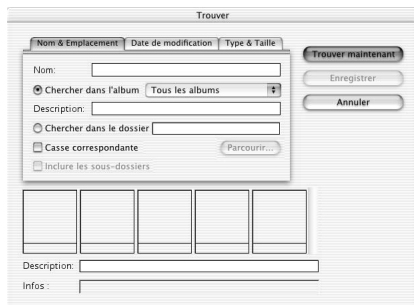 Trouver
Nom & Emplacement Date de modification Type & Taille
Trouver maintenant
Nom:
Enregistrer
Chercher dans l'album Tous les albums
Annuler
Description:
Chercher dans le dossier
Casse correspondante Parcourir...
Inclure les sous-dossiers
Description:
Infos :